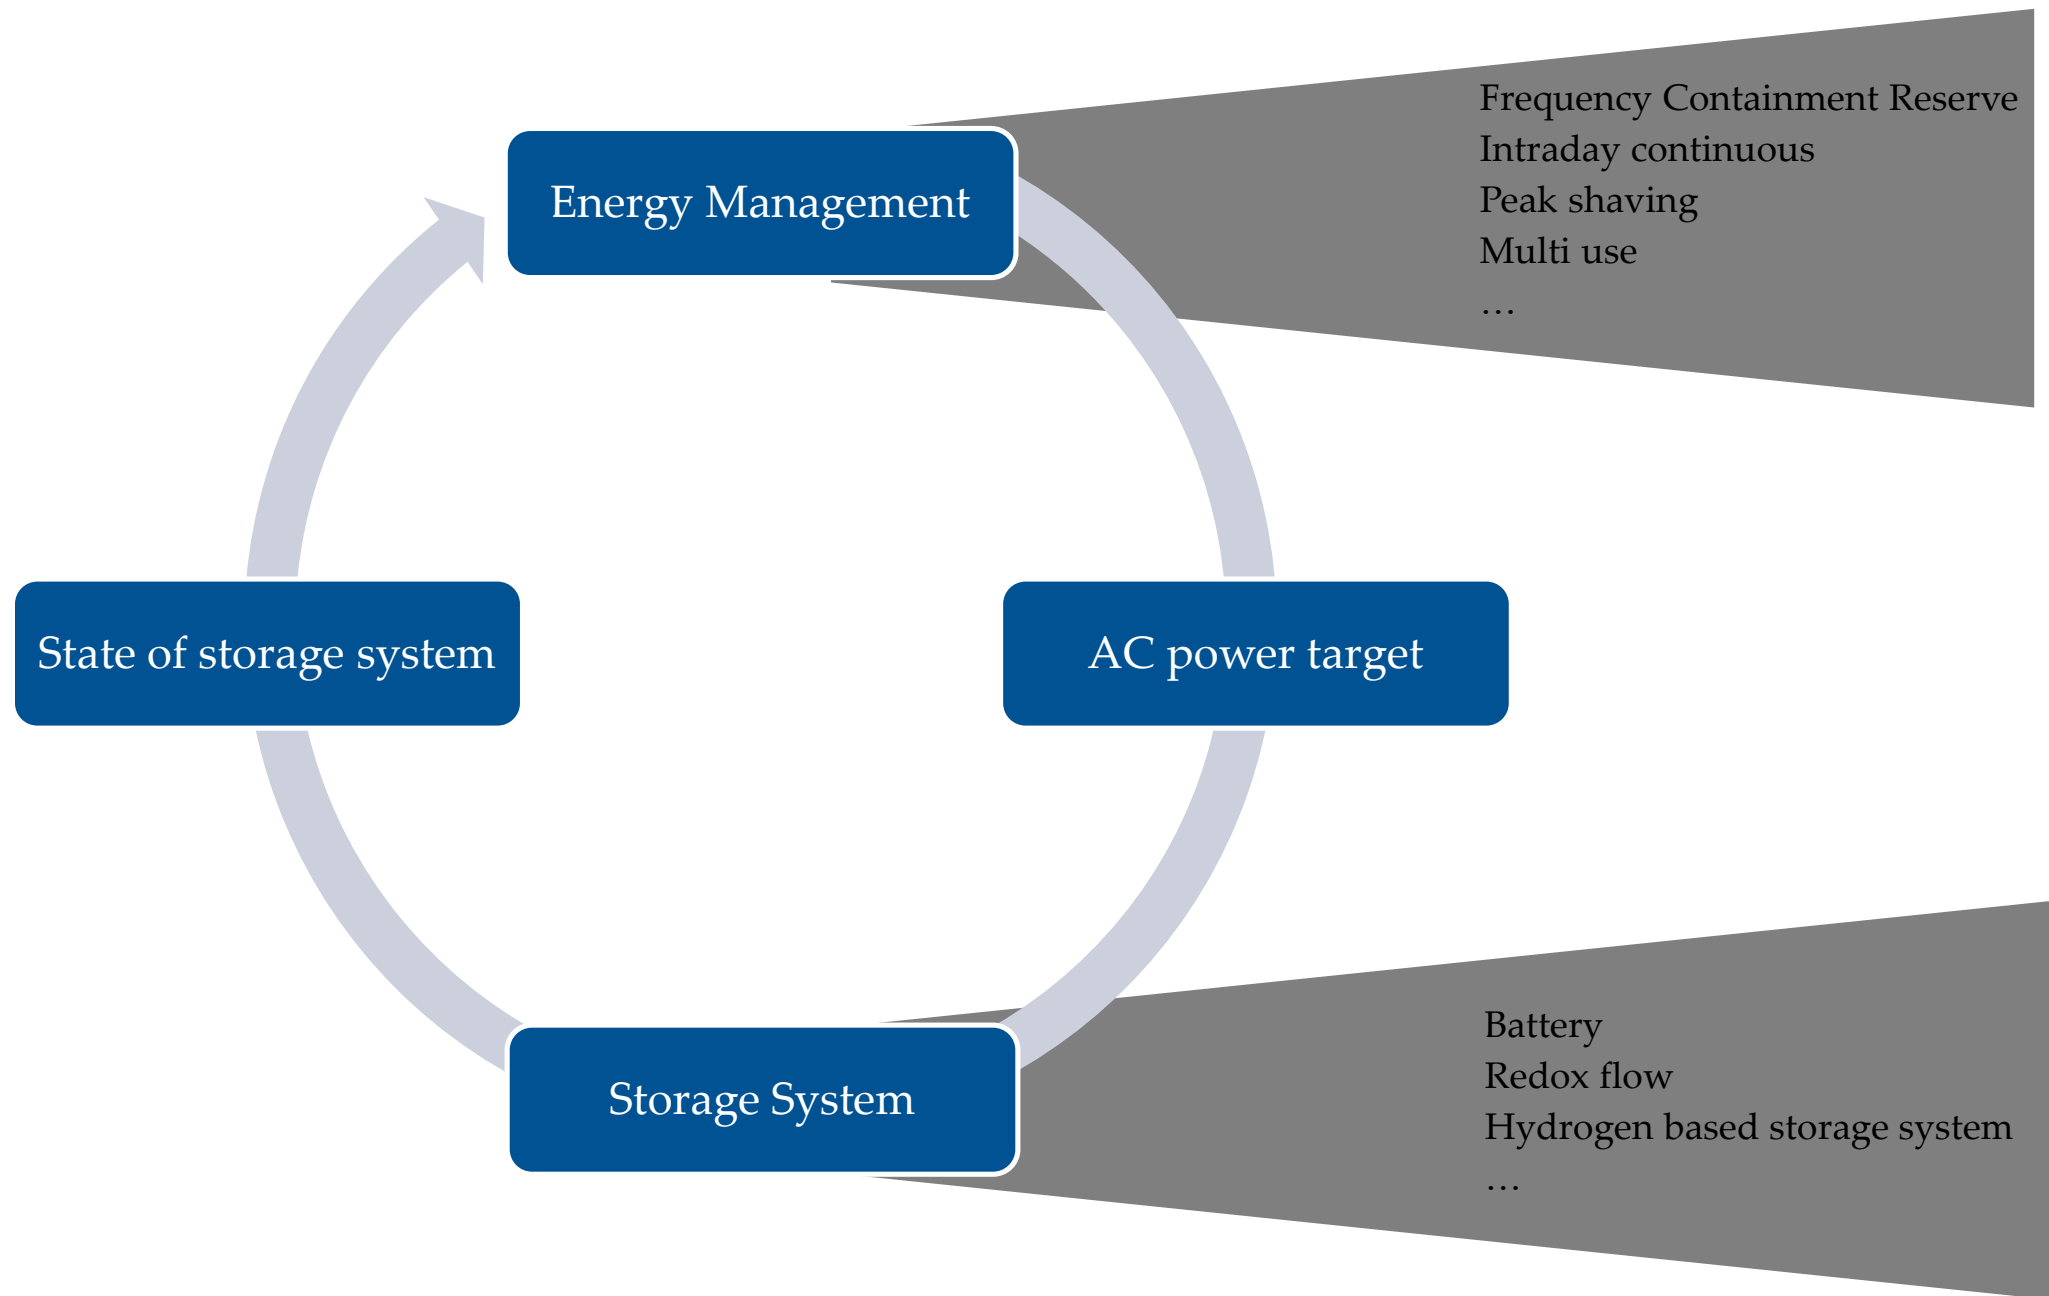 Frequency Containment Reserve
Intraday continuous
Peak shaving
Multi use
…
Energy Management
State of storage system
AC power target
Storage System
Battery
Redox flow
Hydrogen based storage system
…